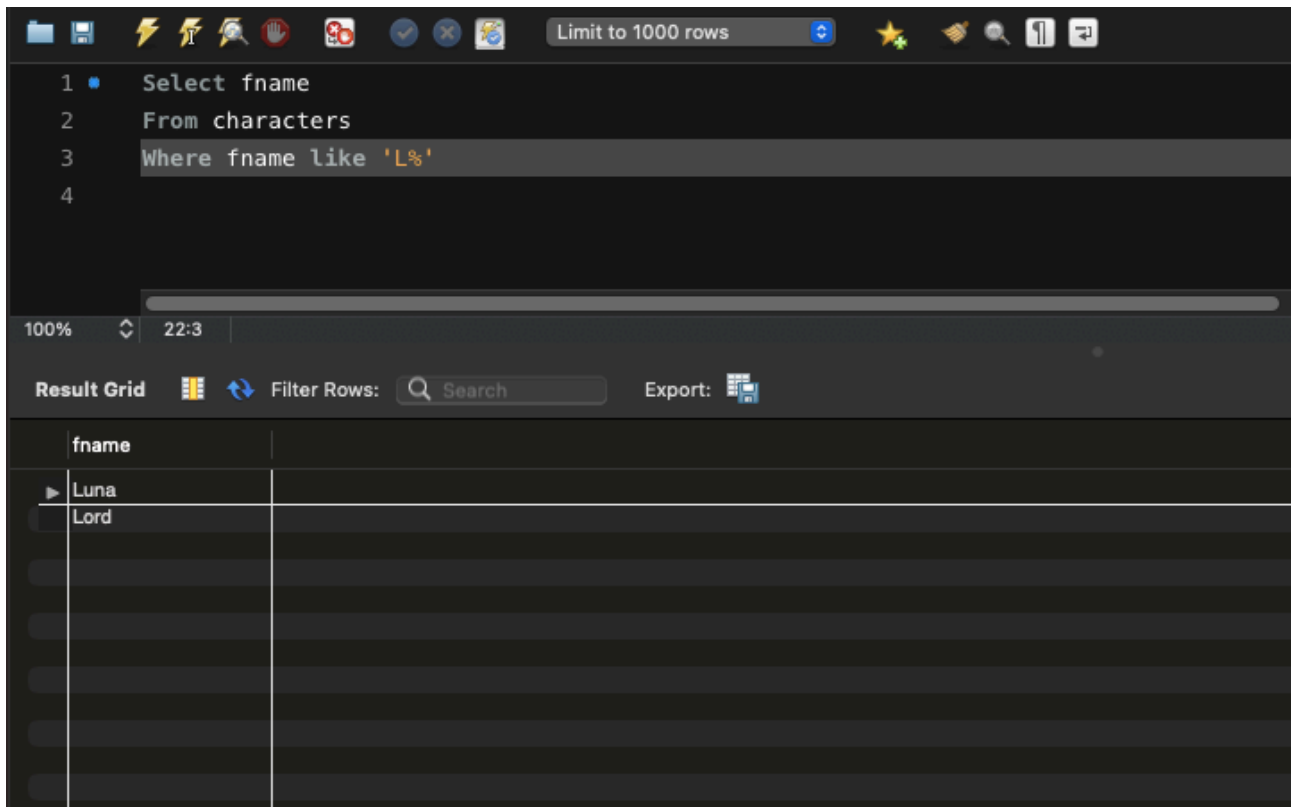 Limit to 1000 rows
1 Select fname
2 From characters
3 Where fname like 'L%'
4
100% 22:3
Result Grid Filter Rows: Search Export:
fname
Luna
Lord